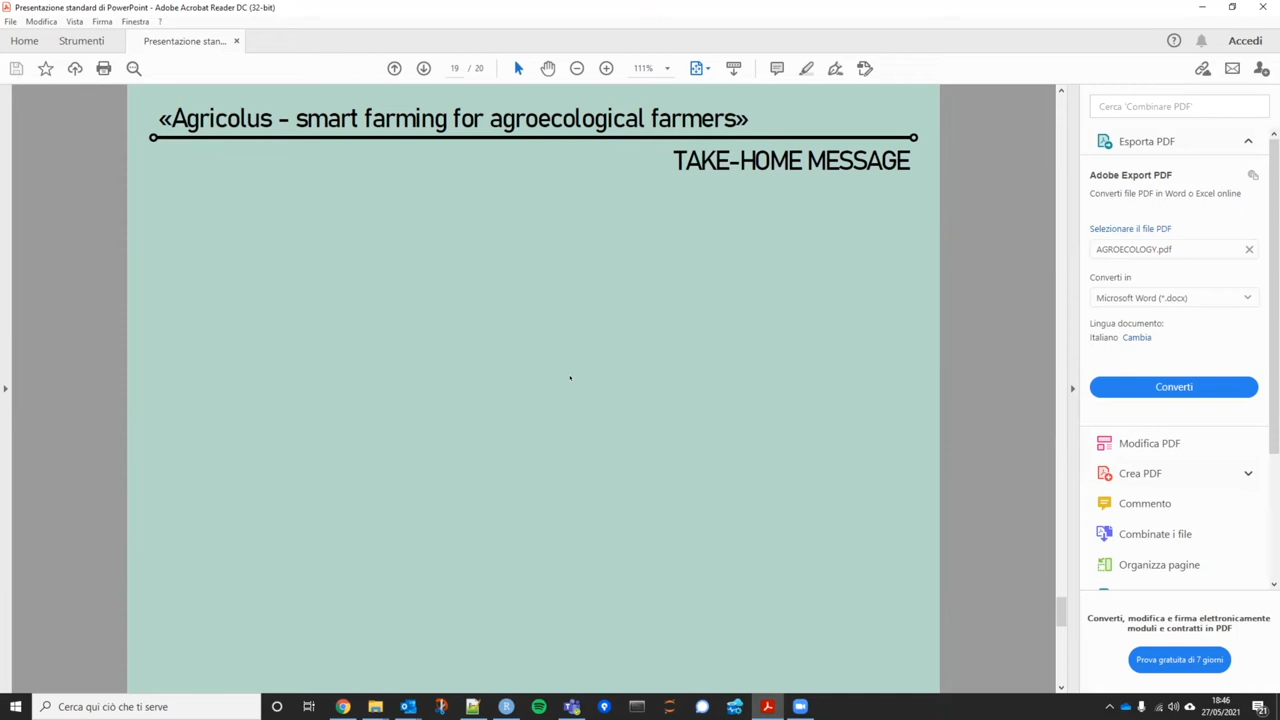 Presentazione standard di PowerPoint - Adobe Acrobat Reader DC (32-bit)
File Modifica Vista Firma Finestra ?
Home Strumenti Presentazione stan... × Accedi
19 / 20 111%
«Agricolus - smart farming for agroecological farmers»
TAKE-HOME MESSAGE
Cerca 'Combinare PDF'
Esporta PDF
Adobe Export PDF
Converti file PDF in Word o Excel online
Selezionare il file PDF
AGROECOLOGY.pdf
Converti in
Microsoft Word (*.docx)
Lingua documento:
Italiano Cambia
Converti
Modifica PDF
Crea PDF
Commento
Combinate i file
Organizza pagine
Converti, modifica e firma elettronicamente
moduli e contratti in PDF
Prova gratuita di 7 giorni
Cerca qui ciò che ti serve
18:46
27/05/2021
21